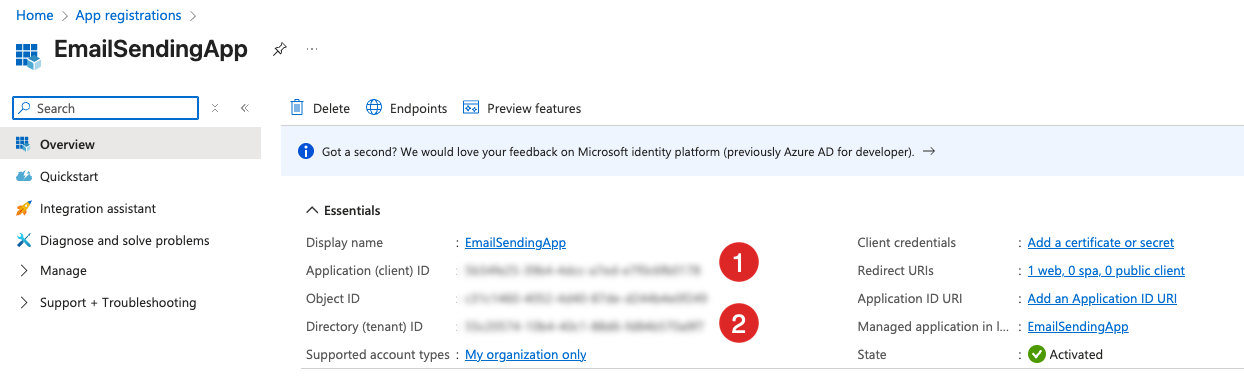 Home > App registrations >
EmailSendingApp ...
Search
Delete Endpoints Preview features
Overview
Got a second? We would love your feedback on Microsoft identity platform (previously Azure AD for developer). →
Quickstart
Integration assistant
Essentials
Diagnose and solve problems
Display name : EmailSendingApp
Client credentials : Add a certificate or secret
Manage
Application (client) ID :
1
Redirect URIs : 1 web, 0 spa, 0 public client
Support + Troubleshooting
Object ID :
Application ID URI : Add an Application ID URI
Directory (tenant) ID :
2
Managed application in l... : EmailSendingApp
Supported account types : My organization only
State : Activated